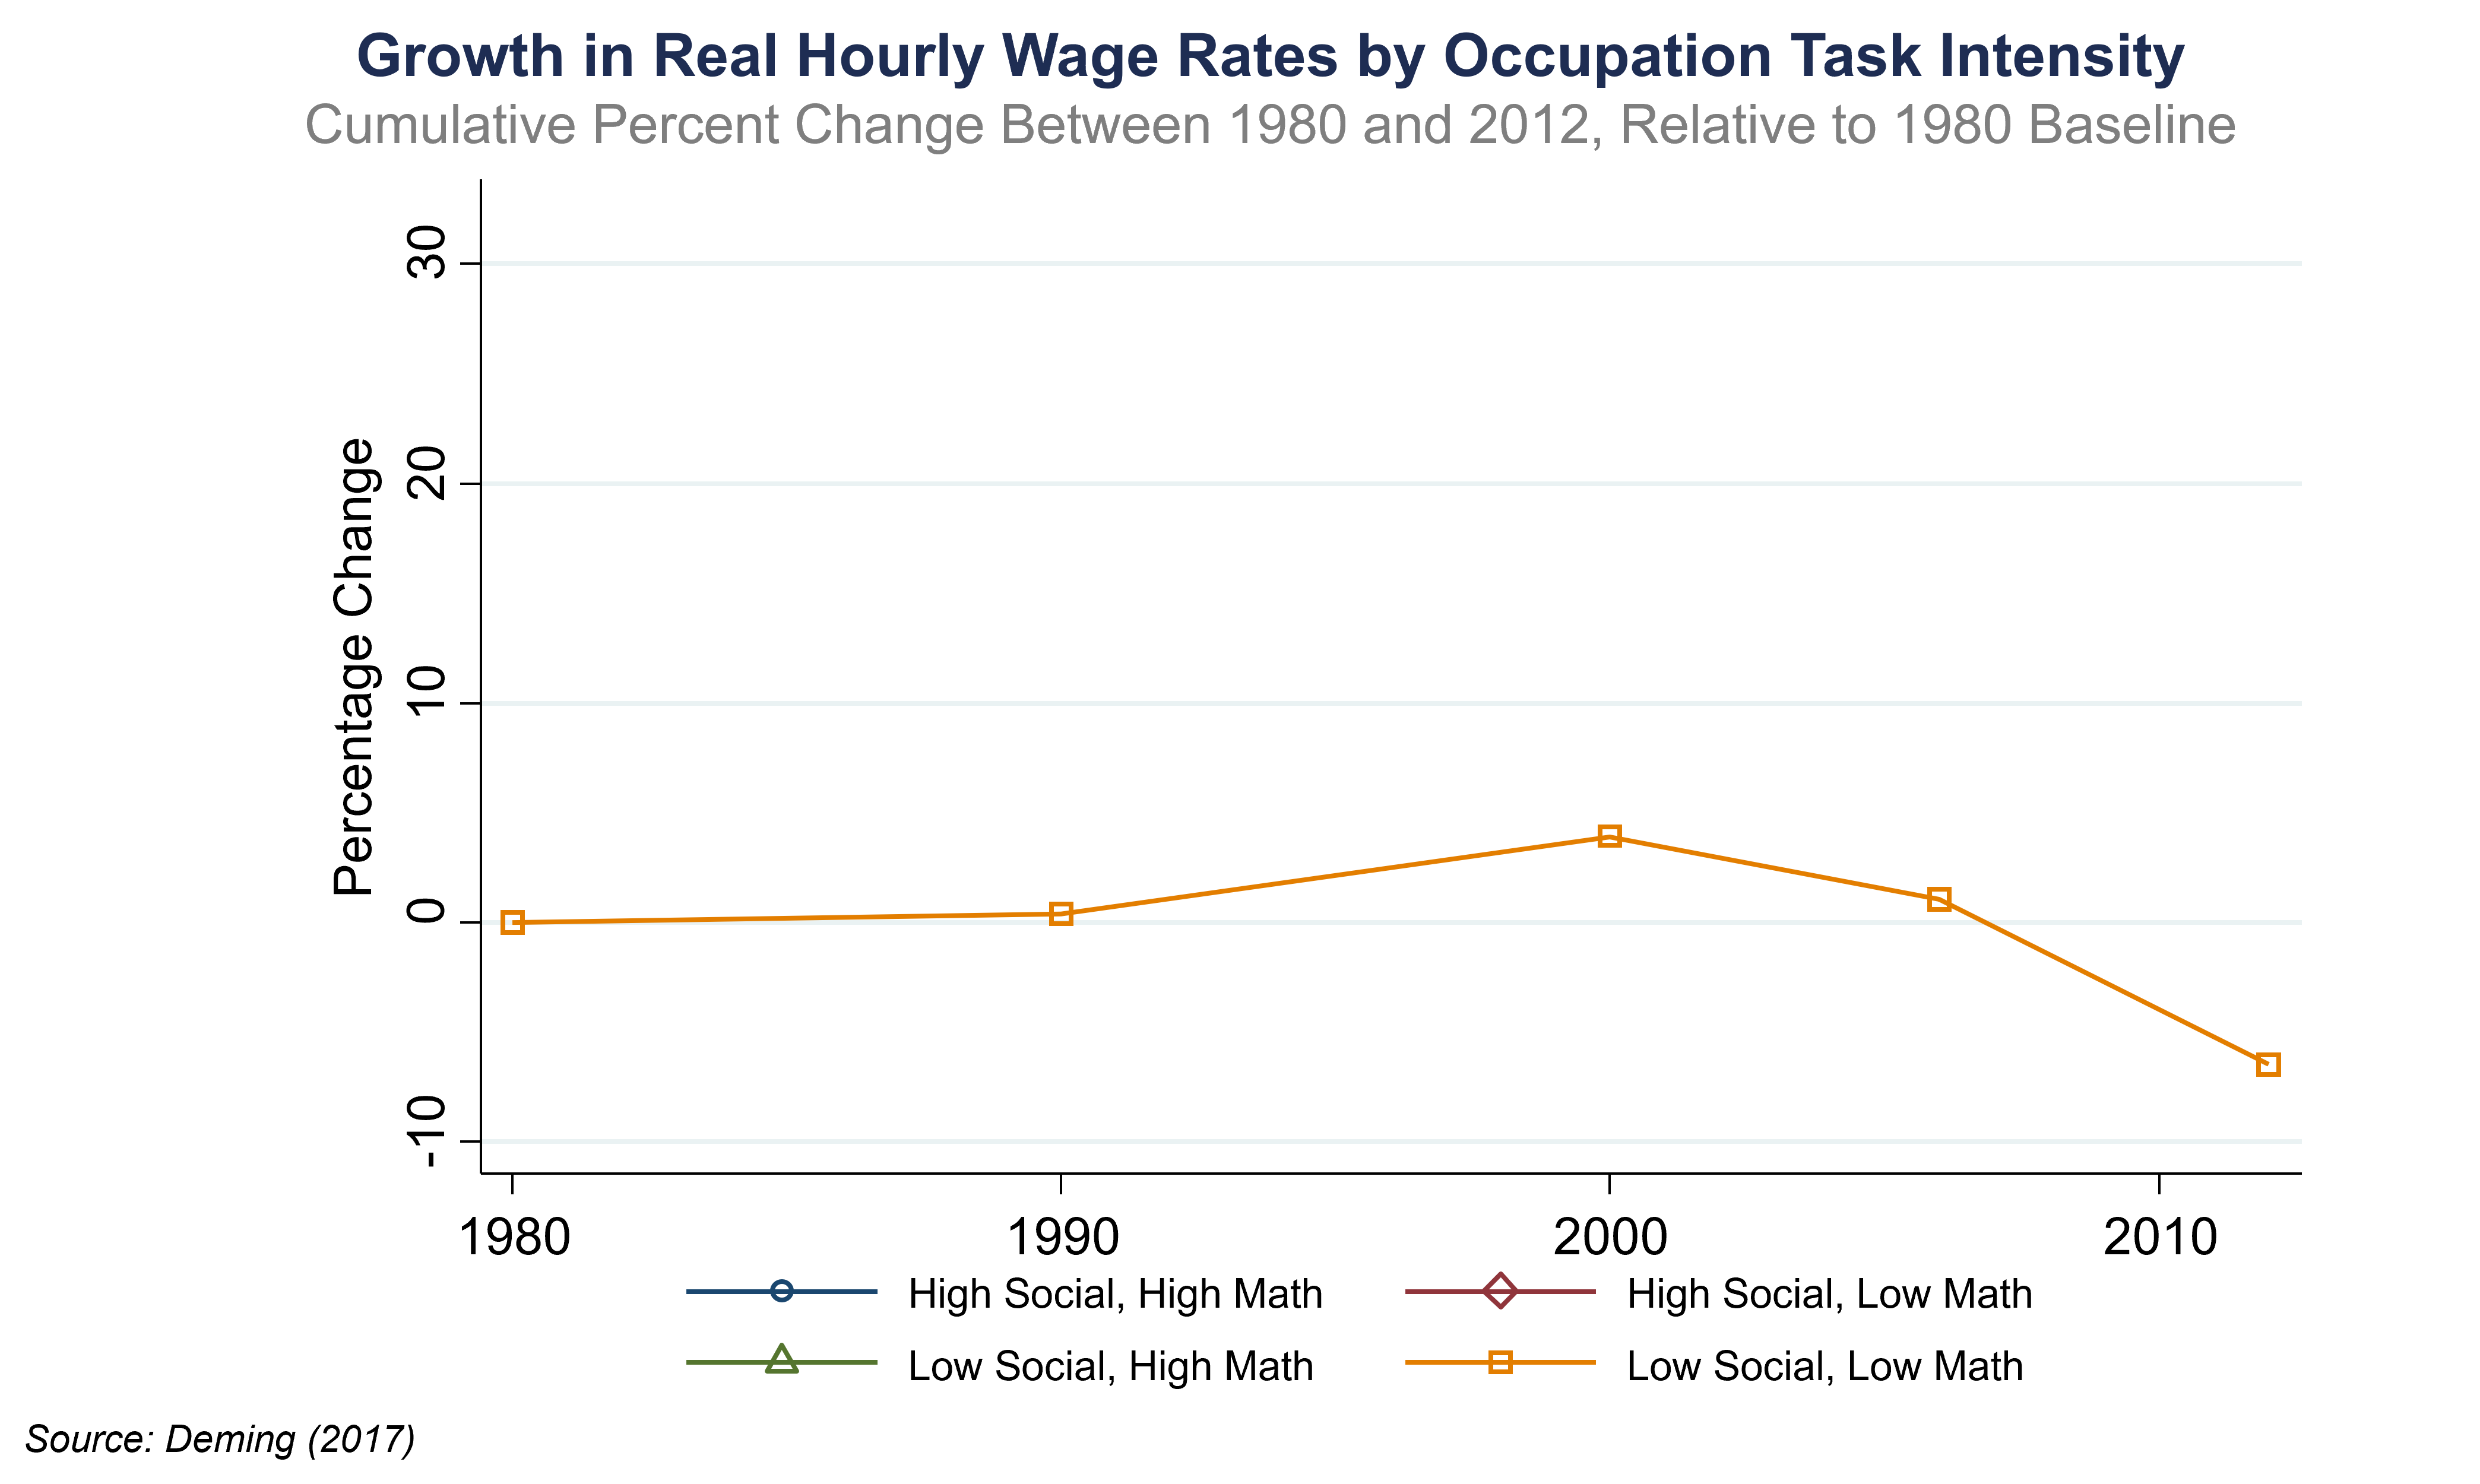 Growth in Real Hourly Wage Rates by Occupation Task Intensity
Cumulative Percent Change Between 1980 and 2012, Relative to 1980 Baseline
Percentage Change
30
20
10
0
-10
1980 1990 2000 2010
High Social, High Math High Social, Low Math
Low Social, High Math Low Social, Low Math
Source: Deming (2017)